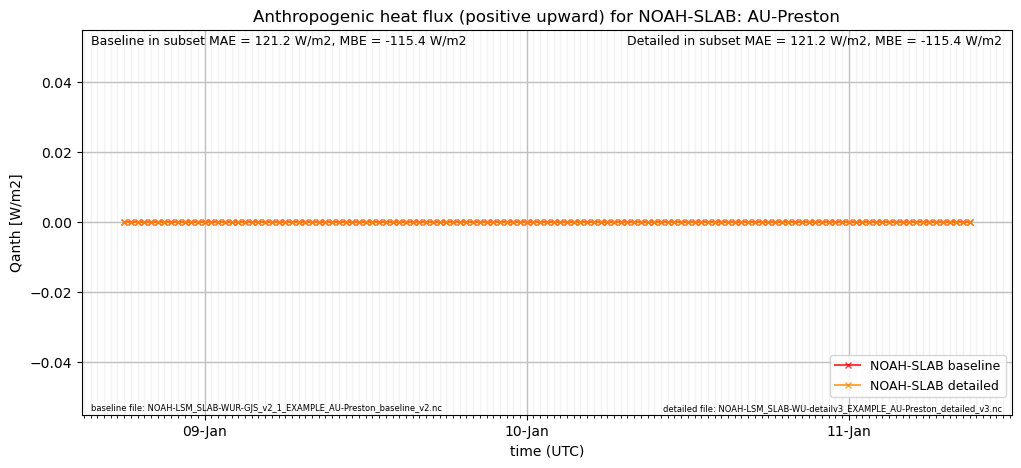 Anthropogenic heat flux (positive upward) for NOAH-SLAB: AU-Preston
Baseline in subset MAE = 121.2 W/m2, MBE = -115.4 W/m2
Detailed in subset MAE = 121.2 W/m2, MBE = -115.4 W/m2
Qanth [W/m2]
0.04
0.02
0.00
−0.02
−0.04
NOAH-SLAB baseline
NOAH-SLAB detailed
baseline file: NOAH-LSM_SLAB-WUR-GJS_v2_1_EXAMPLE_AU-Preston_baseline_v2.nc
detailed file: NOAH-LSM_SLAB-WU-detailv3_EXAMPLE_AU-Preston_detailed_v3.nc
09-Jan
10-Jan
11-Jan
time (UTC)